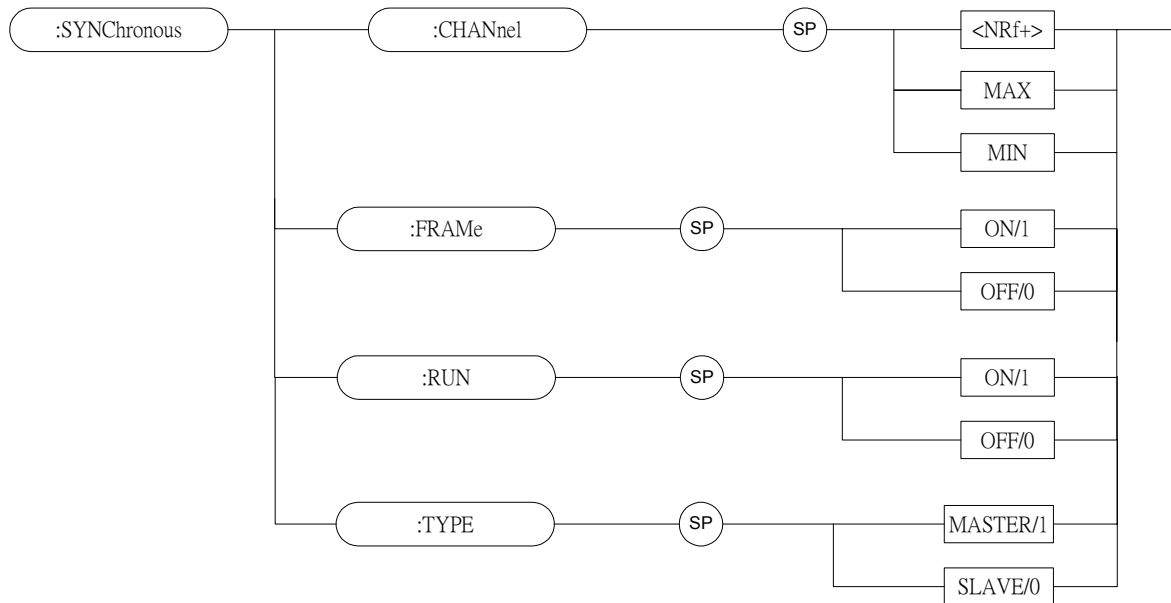 :SYNChronous :CHANnel SP <NRf+>
MAX
MIN
:FRAMe SP ON/1
OFF/0
:RUN SP ON/1
OFF/0
:TYPE SP MASTER/1
SLAVE/0